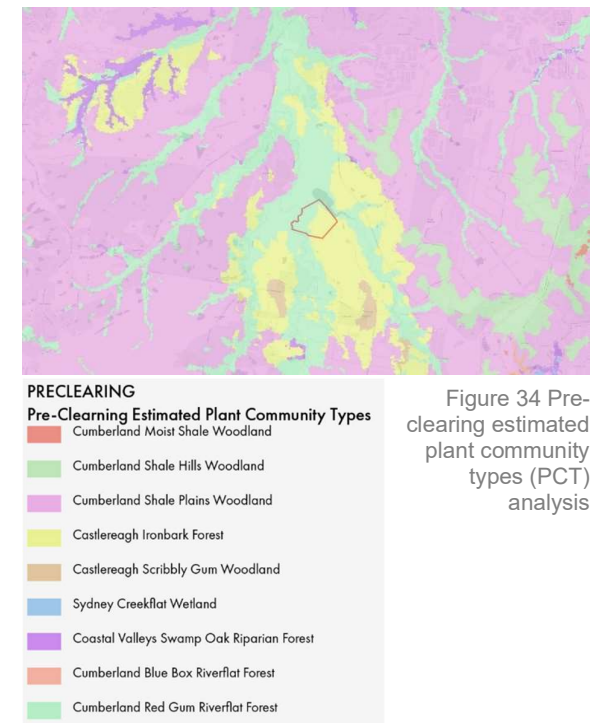 PRECLEARING
Pre-Clearning Estimated Plant Community Types
Cumberland Moist Shale Woodland
Cumberland Shale Hills Woodland
Cumberland Shale Plains Woodland
Castlereagh Ironbark Forest
Castlereagh Scribbly Gum Woodland
Sydney Creekflat Wetland
Coastal Valleys Swamp Oak Riparian Forest
Cumberland Blue Box Riverflat Forest
Cumberland Red Gum Riverflat Forest
Figure 34 Pre-
clearing estimated
plant community
types (PCT)
analysis